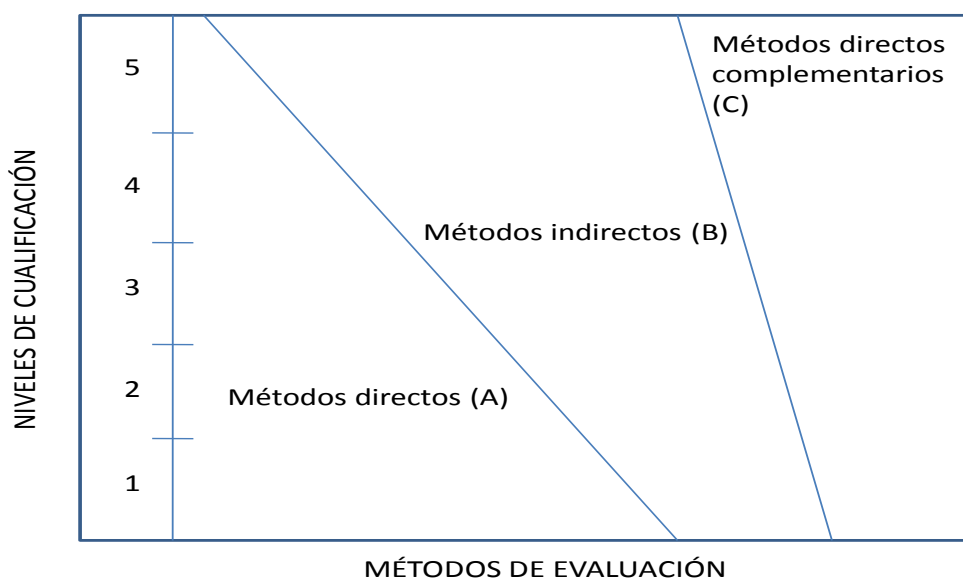 NIVELES DE CUALIFICACIÓN
5
4
3
2
1
Métodos directos
complementarios
(C)
Métodos indirectos (B)
Métodos directos (A)
MÉTODOS DE EVALUACIÓN